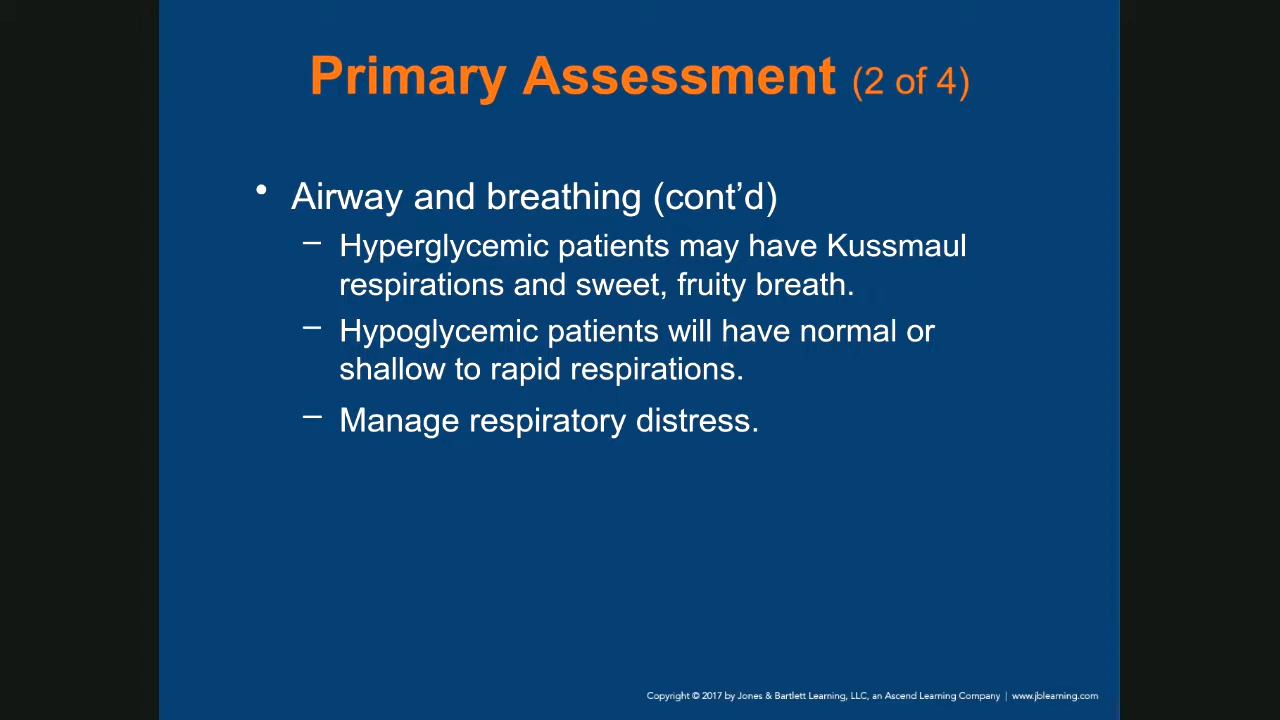 Primary Assessment (2 of 4)
• Airway and breathing (cont’d)
– Hyperglycemic patients may have Kussmaul
respirations and sweet, fruity breath.
– Hypoglycemic patients will have normal or
shallow to rapid respirations.
– Manage respiratory distress.
Copyright © 2017 by Jones & Bartlett Learning, LLC, an Ascend Learning Company | www.jblearning.com